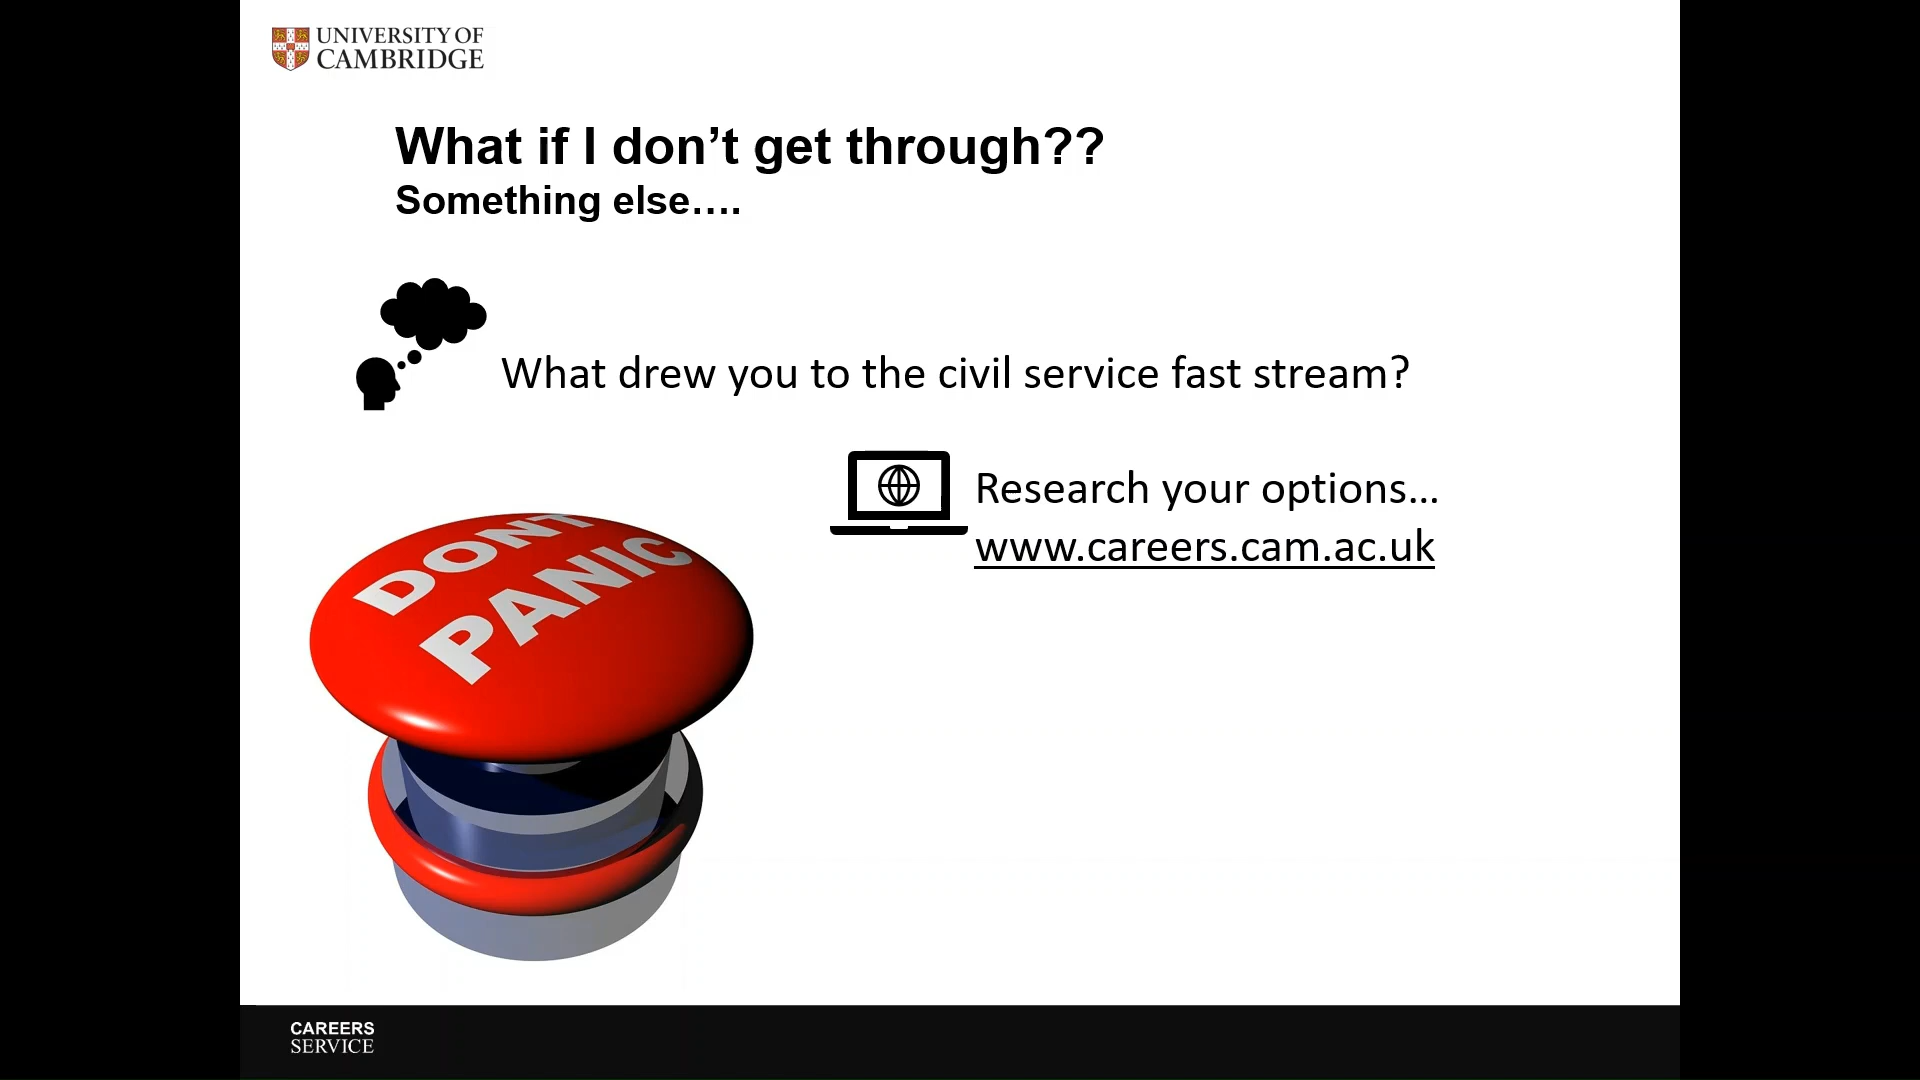 UNIVERSITY OF
CAMBRIDGE
What if I don’t get through??
Something else….
What drew you to the civil service fast stream?
Research your options…
www.careers.cam.ac.uk
DONT
PANIC
CAREERS
SERVICE